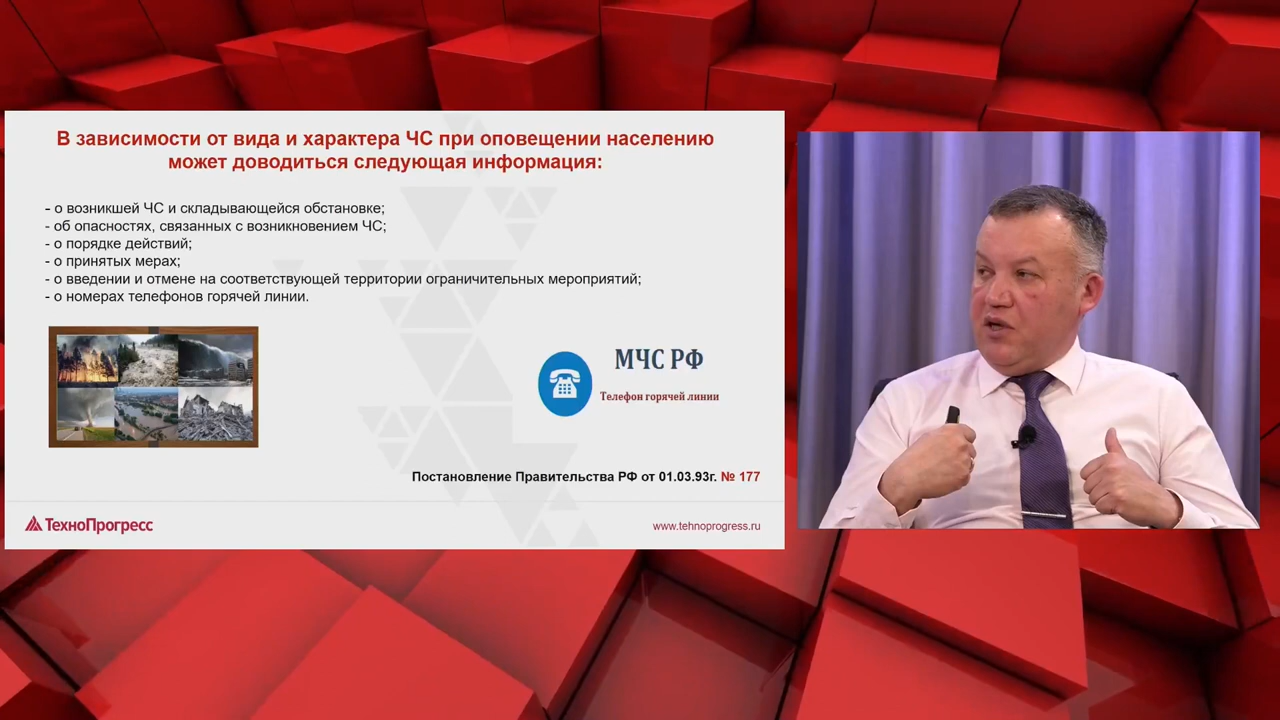 В зависимости от вида и характера ЧС при оповещении населению
может доводиться следующая информация:
- о возникшей ЧС и складывающейся обстановке;
- об опасностях, связанных с возникновением ЧС;
- о порядке действий;
- о принятых мерах;
- о введении и отмене на соответствующей территории ограничительных мероприятий;
- о номерах телефонов горячей линии.
МЧС РФ
Телефон горячей линии
Постановление Правительства РФ от 01.03.93г. № 177
ТехноПрогресс
www.tehnoprogress.ru